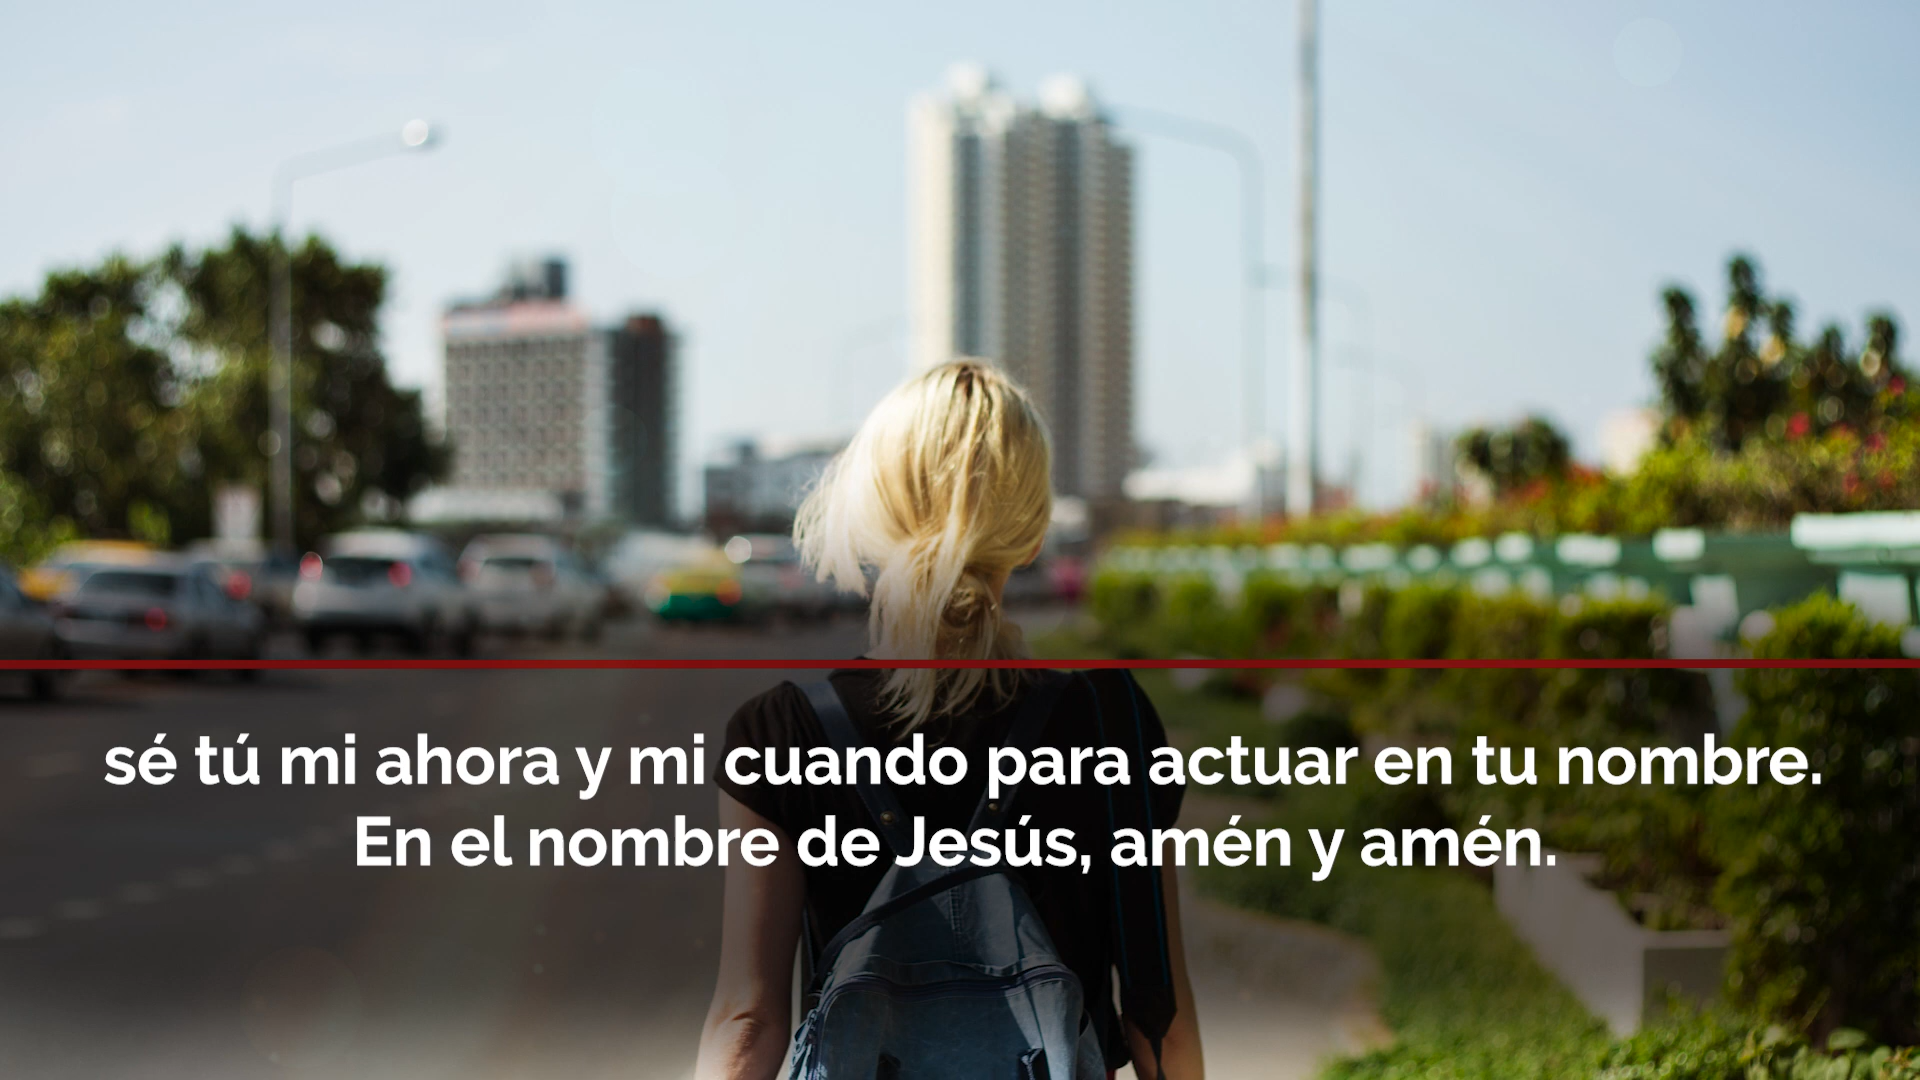 sé tú mi ahora y mi cuando para actuar en tu nombre.
En el nombre de Jesús, amén y amén.